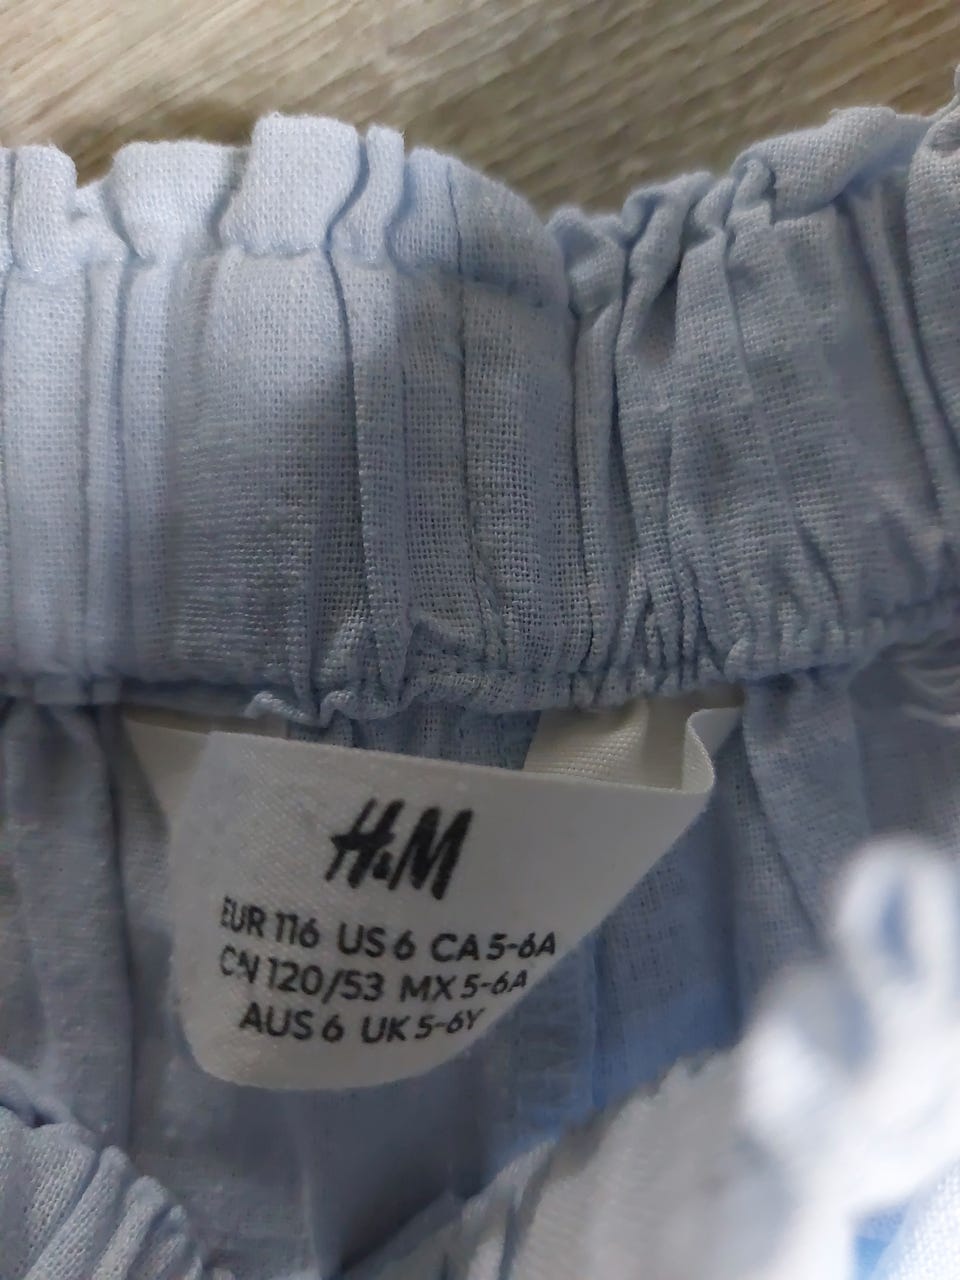 H&M
EUR 116 US 6 CA 5-6A
CN 120/53 MX 5-6A
AUS 6 UK 5-6Y